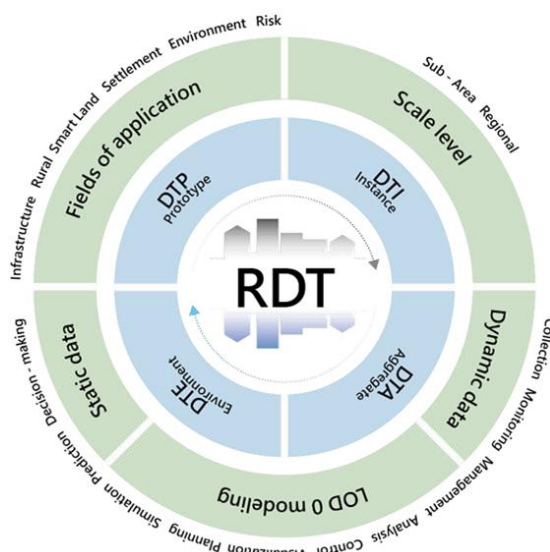 Infrastructure Rural Smart Land Settlement Environment Risk
Sub - Area Regional
Fields of application
Scale level
DTP
prototype
DTI
Instance
RDT
DTE
Environment
DTA
Aggregate
Static data
LOD 0 modeling
Dynamic data
Collection Monitoring Management Analysis Control Visualization Planning Simulation Prediction Decision - making